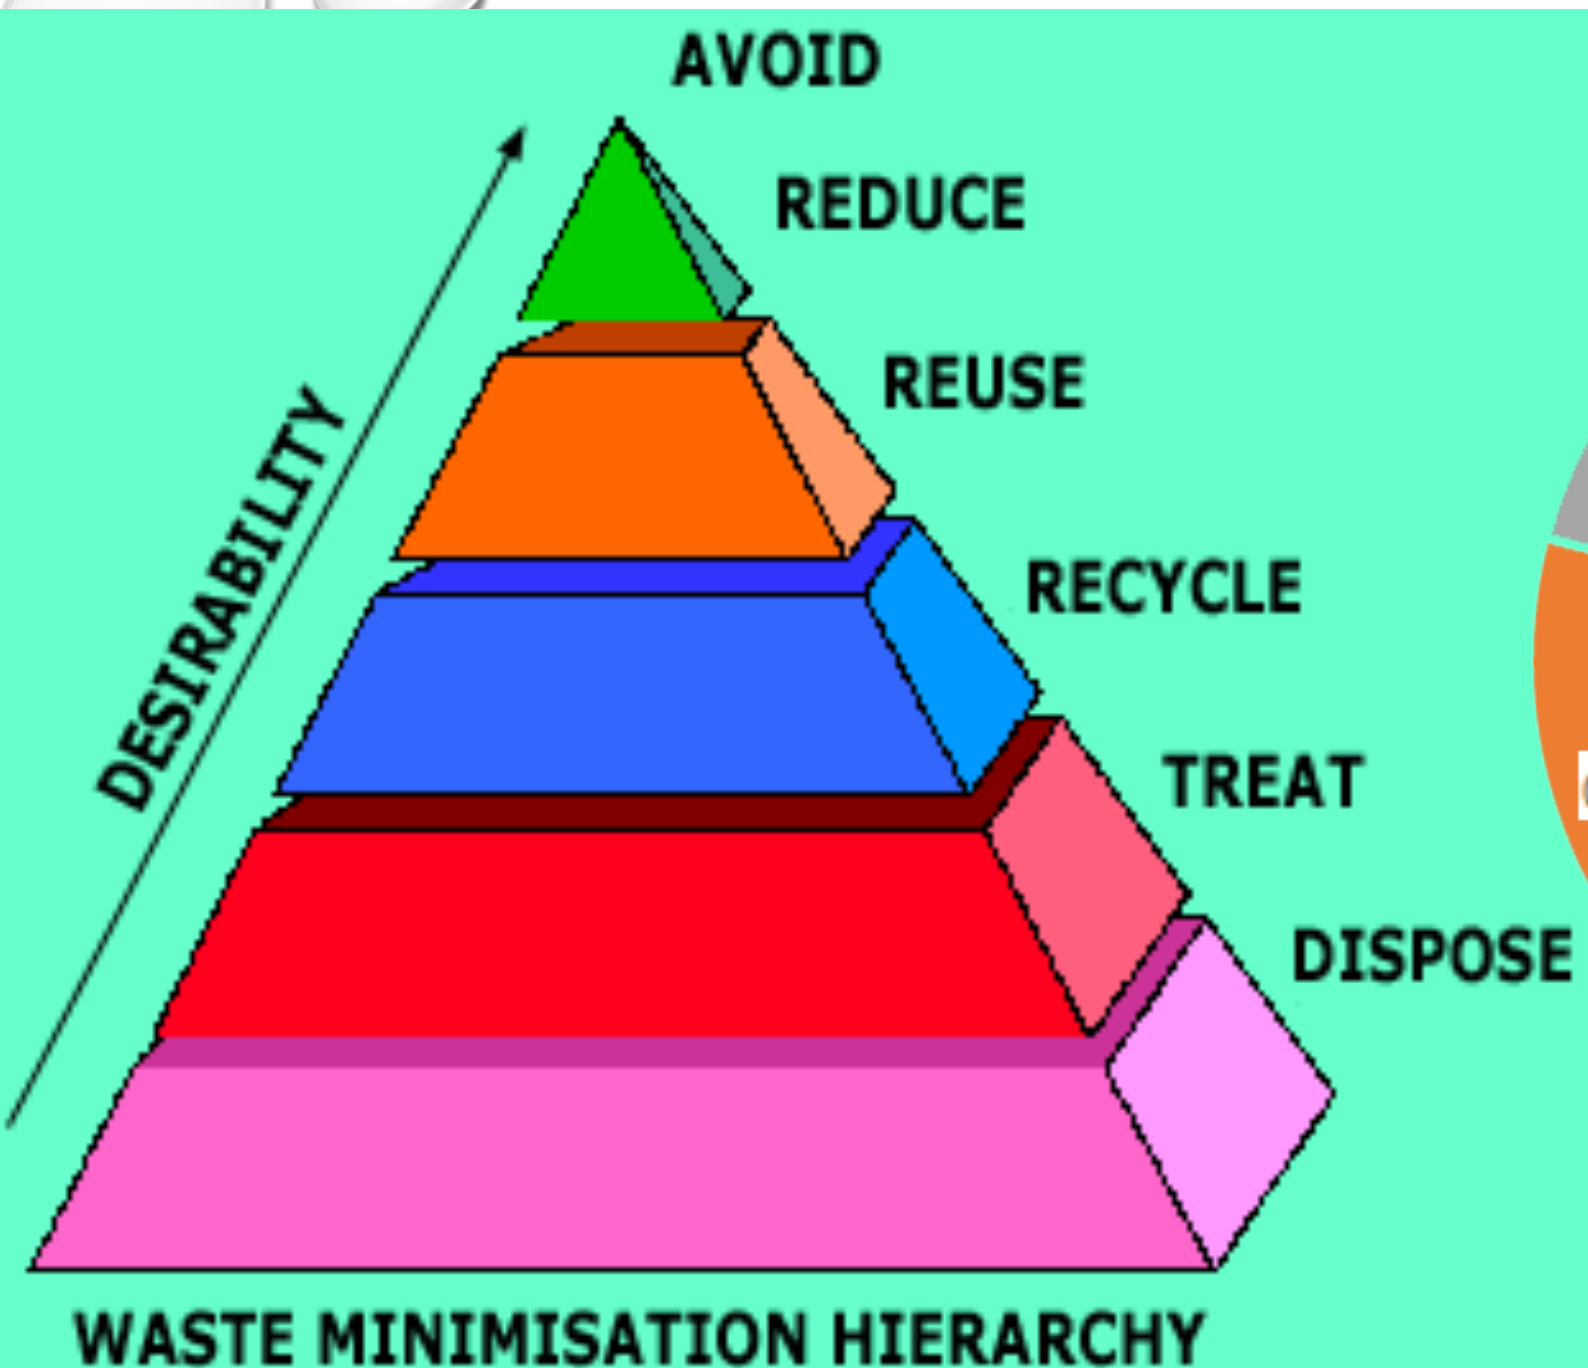 AVOID
REDUCE
REUSE
DESIRABILITY
RECYCLE
TREAT
DISPOSE
WASTE MINIMISATION HIERARCHY